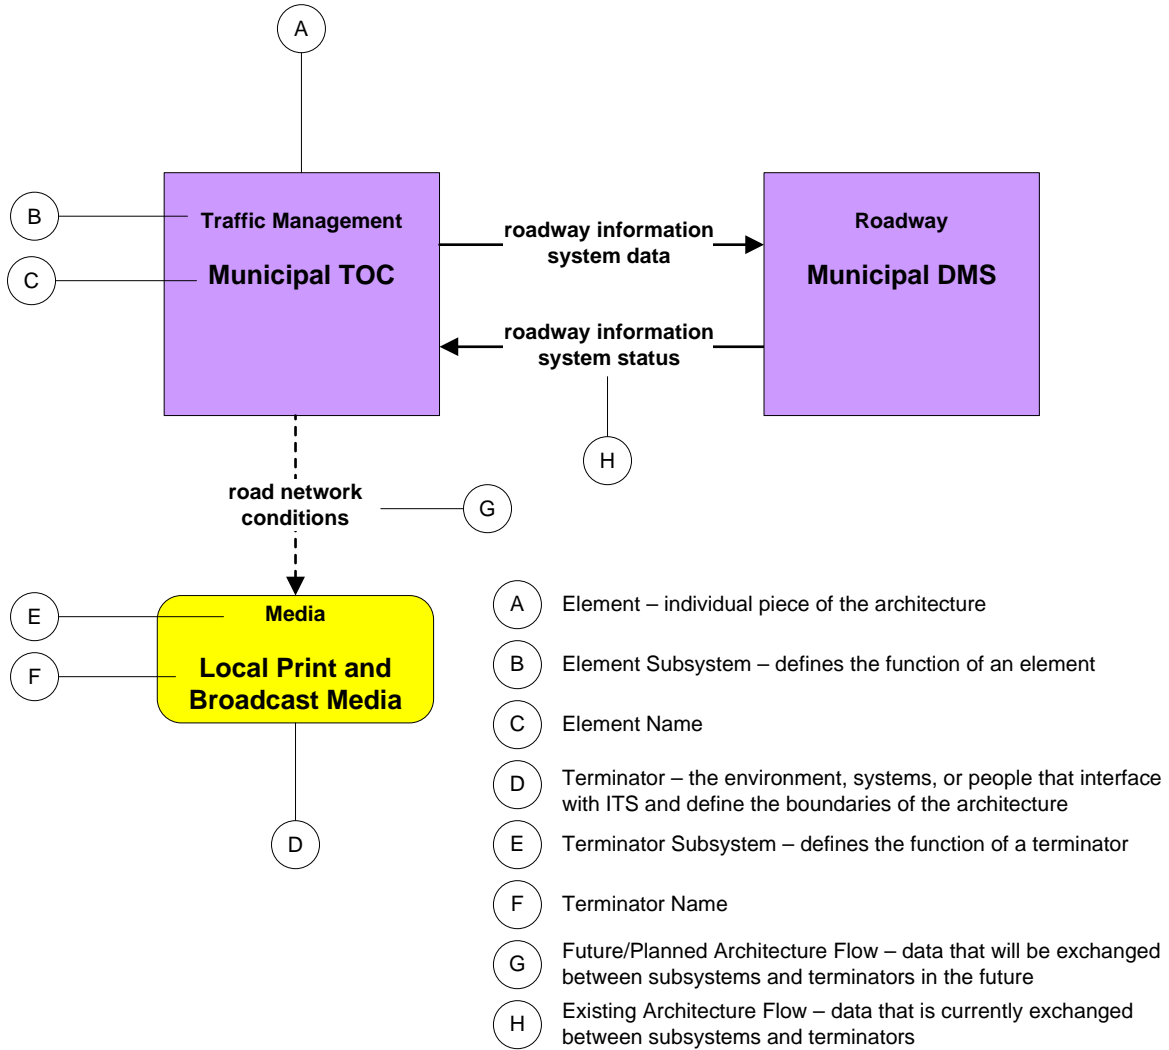 A
B
Traffic Management
C
Municipal TOC
roadway information
system data
Roadway
Municipal DMS
roadway information
system status
H
road network
conditions
G
E
Media
F
Local Print and
Broadcast Media
D
A Element – individual piece of the architecture
B Element Subsystem – defines the function of an element
C Element Name
D Terminator – the environment, systems, or people that interface
with ITS and define the boundaries of the architecture
E Terminator Subsystem – defines the function of a terminator
F Terminator Name
G Future/Planned Architecture Flow – data that will be exchanged
between subsystems and terminators in the future
H Existing Architecture Flow – data that is currently exchanged
between subsystems and terminators